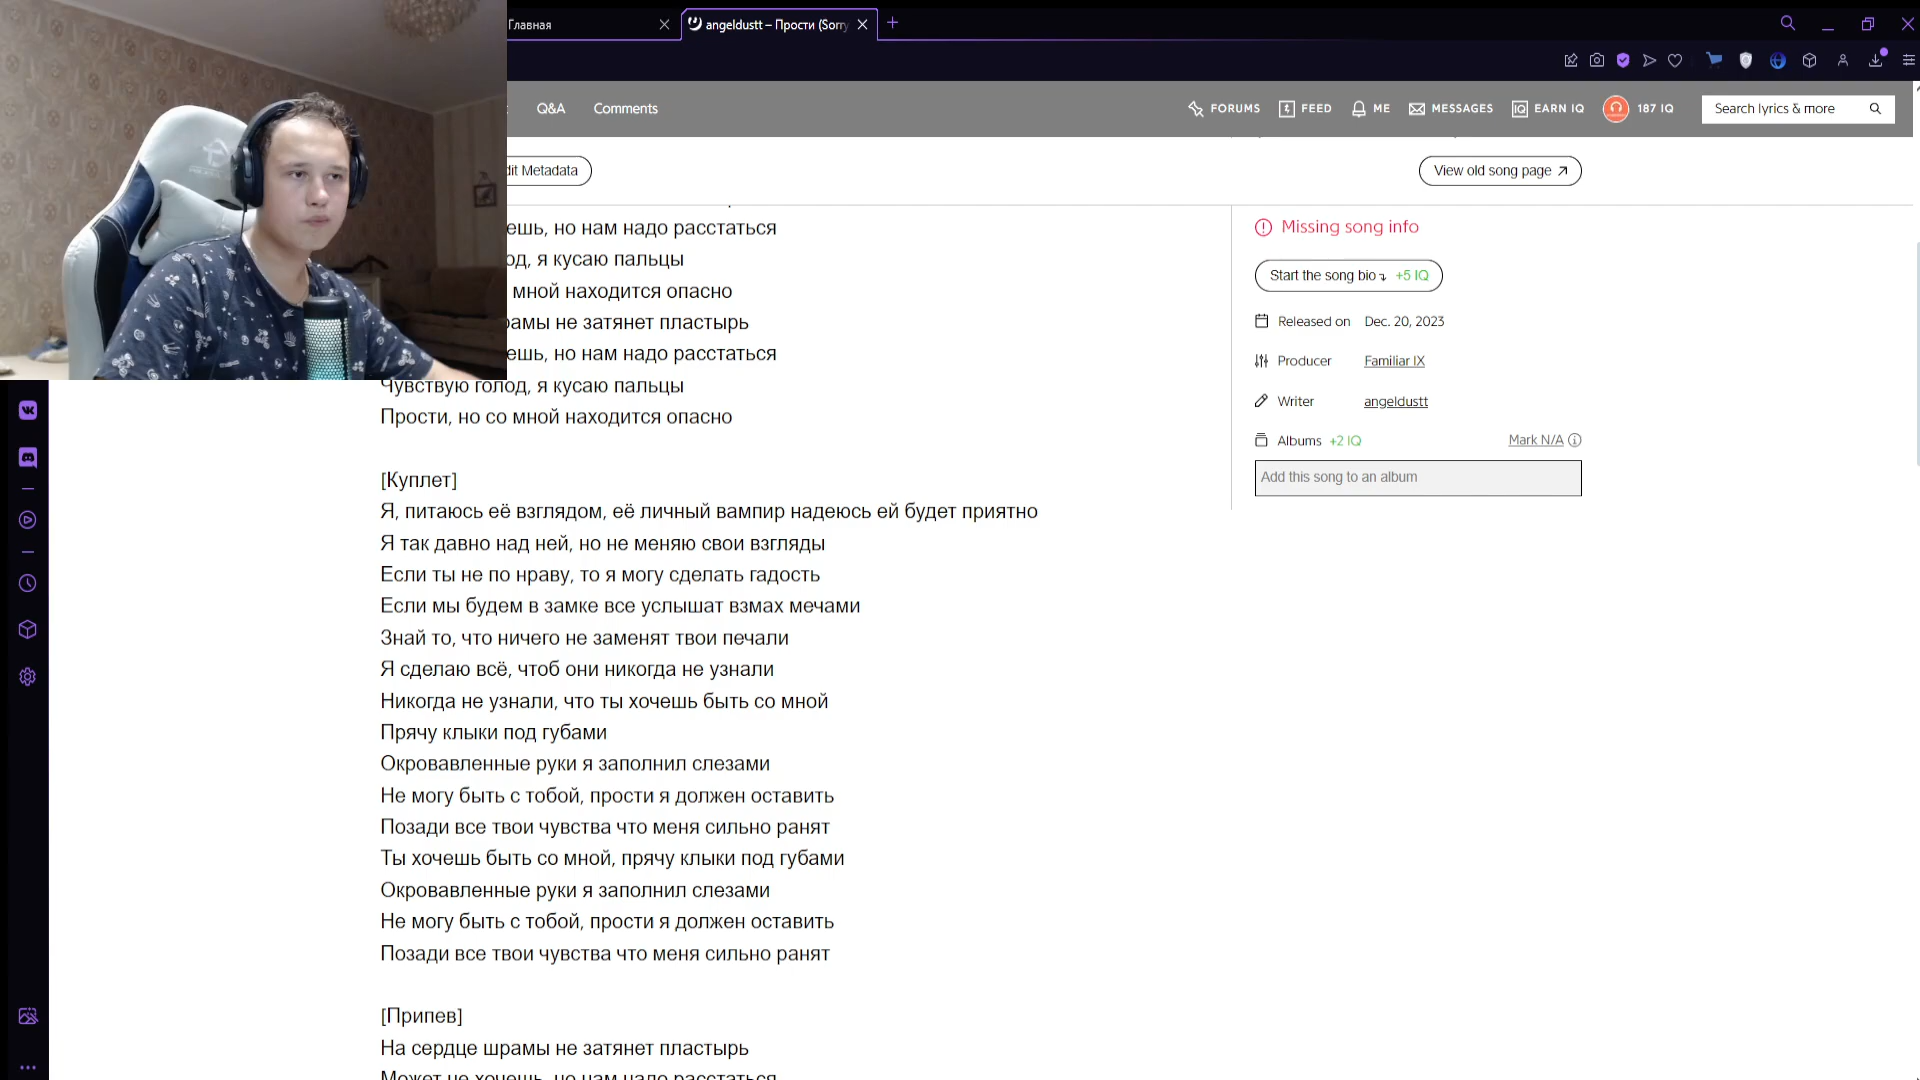 Главная
angeldustt – Прости (Sorry
Q&A
Comments
FORUMS
FEED
ME
MESSAGES
IQ
EARN IQ
187 IQ
Search lyrics & more
dit Metadata
View old song page
ешь, но нам надо расстаться
од, я кусаю пальцы
мной находится опасно
рамы не затянет пластырь
ешь, но нам надо расстаться
Чувствую голод, я кусаю пальцы
Прости, но со мной находится опасно
[Куплет]
Я, питаюсь её взглядом, её личный вампир надеюсь ей будет приятно
Я так давно над ней, но не меняю свои взгляды
Если ты не по нраву, то я могу сделать гадость
Если мы будем в замке все услышат взмах мечами
Знай то, что ничего не заменят твои печали
Я сделаю всё, чтоб они никогда не узнали
Никогда не узнали, что ты хочешь быть со мной
Прячу клыки под губами
Окровавленные руки я заполнил слезами
Не могу быть с тобой, прости я должен оставить
Позади все твои чувства что меня сильно ранят
Ты хочешь быть со мной, прячу клыки под губами
Окровавленные руки я заполнил слезами
Не могу быть с тобой, прости я должен оставить
Позади все твои чувства что меня сильно ранят
[Припев]
На сердце шрамы не затянет пластырь
Может не хочешь, но нам надо расстаться
Missing song info
Start the song bio +5 IQ
Released on Dec. 20, 2023
Producer Familiar IX
Writer angeldustt
Albums +2 IQ Mark N/A
Add this song to an album